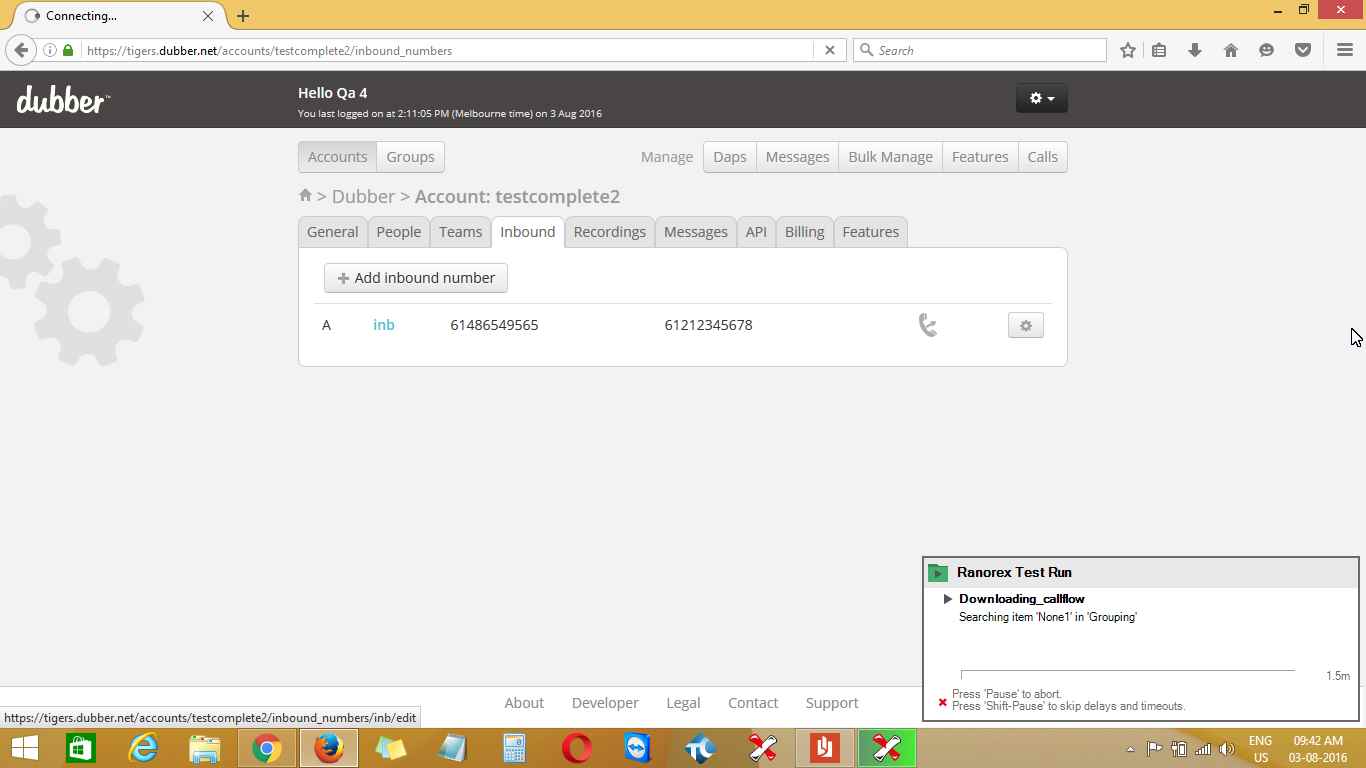 Connecting...
https://tigers.dubber.net/accounts/testcomplete2/inbound_numbers
Search
dubber™
Hello Qa 4
You last logged on at 2:11:05 PM (Melbourne time) on 3 Aug 2016
Accounts Groups Manage Daps Messages Bulk Manage Features Calls
> Dubber > Account: testcomplete2
General People Teams Inbound Recordings Messages API Billing Features
+ Add inbound number
A inb 61486549565 61212345678
Ranorex Test Run
Downloading_callflow
Searching item 'None1' in 'Grouping'
1.5m
Press 'Pause' to abort.
Press 'Shift-Pause' to skip delays and timeouts.
About Developer Legal Contact Support
https://tigers.dubber.net/accounts/testcomplete2/inbound_numbers/inb/edit
ENG 09:42 AM
US 03-08-2016